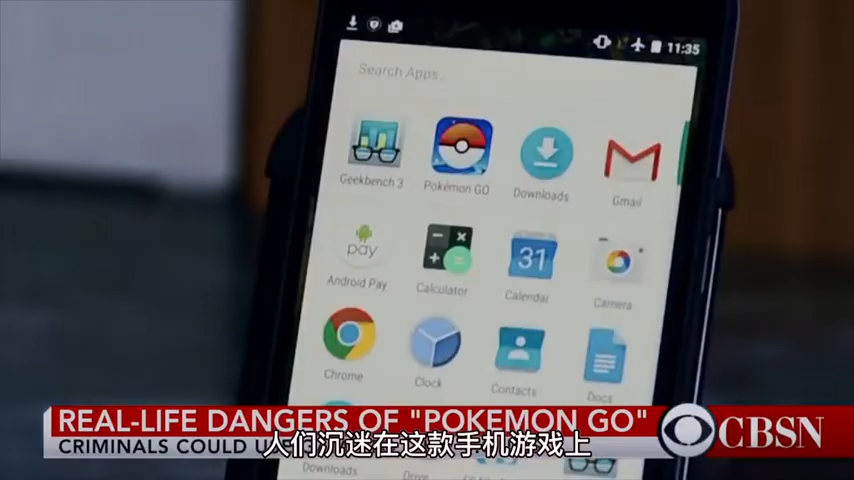 11:35
Search Apps...
Geekbench 3
Pokémon GO
Downloads
Gmail
pay
31
Android Pay
Calculator
Calendar
Camera
Chrome
Clock
Contacts
Docs
REAL-LIFE DANGERS OF "POKEMON GO"
CRIMINALS COULD
人们沉迷在这款手机游戏上
CBSN
Downloads
Drive